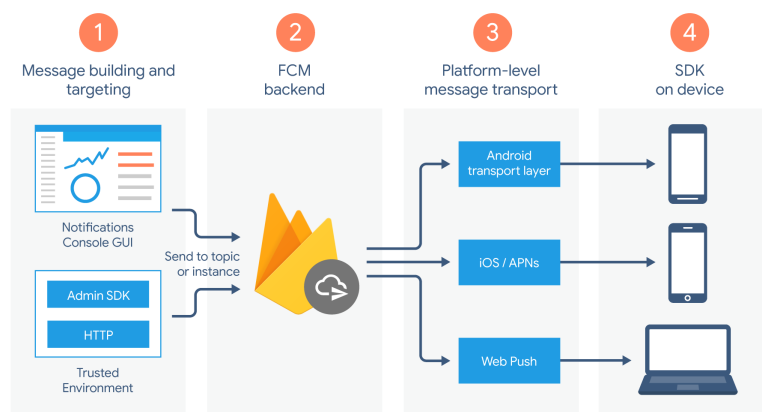 1
Message building and
targeting
Notifications
Console GUI
Admin SDK
HTTP
Trusted
Environment
Send to topic
or instance
2
FCM
backend
3
Platform-level
message transport
Android
transport layer
iOS / APNs
Web Push
4
SDK
on device